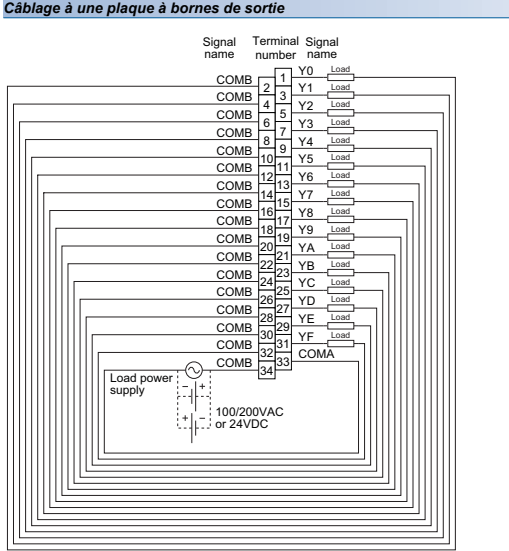 Câblage à une plaque à bornes de sortie
Signal name Terminal number Signal name
1 Y0 Load
COMB 2
3 Y1 Load
COMB 4
5 Y2 Load
COMB 6
7 Y3 Load
COMB 8
9 Y4 Load
COMB 10
11 Y5 Load
COMB 12
13 Y6 Load
COMB 14
15 Y7 Load
COMB 16
17 Y8 Load
COMB 18
19 Y9 Load
COMB 20
21 YA Load
COMB 22
23 YB Load
COMB 24
25 YC Load
COMB 26
27 YD Load
COMB 28
29 YE Load
COMB 30
31 YF Load
COMB 32
33 COMA
COMB 34
Load power
supply
– +
+ –
100/200VAC
or 24VDC